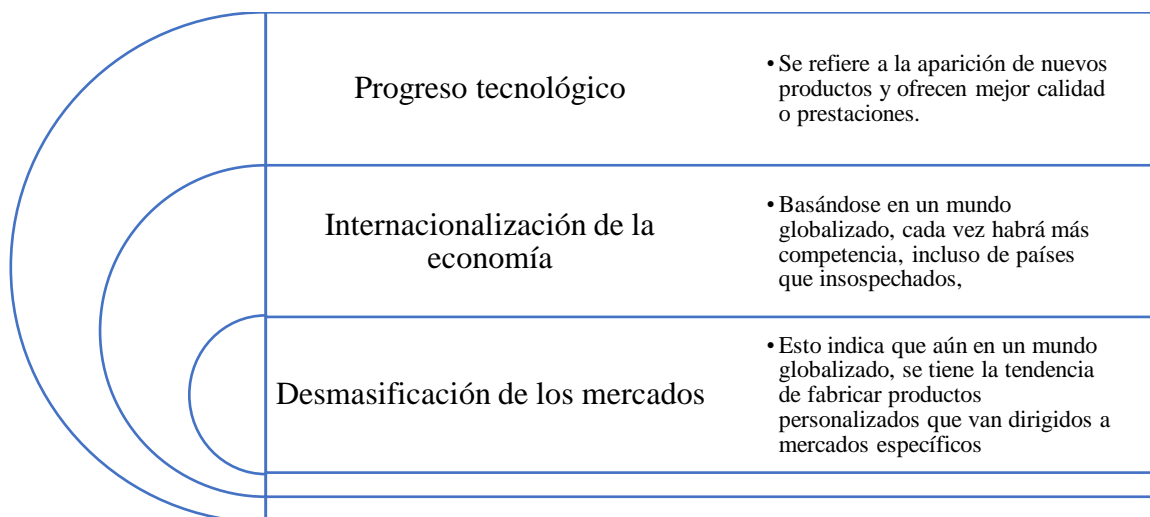 Progreso tecnológico
• Se refiere a la aparición de nuevos
productos y ofrecen mejor calidad
o prestaciones.
Internacionalización de la
economía
• Basándose en un mundo
globalizado, cada vez habrá más
competencia, incluso de países
que insospechados,
Desmasificación de los mercados
• Esto indica que aún en un mundo
globalizado, se tiene la tendencia
de fabricar productos
personalizados que van dirigidos a
mercados específicos